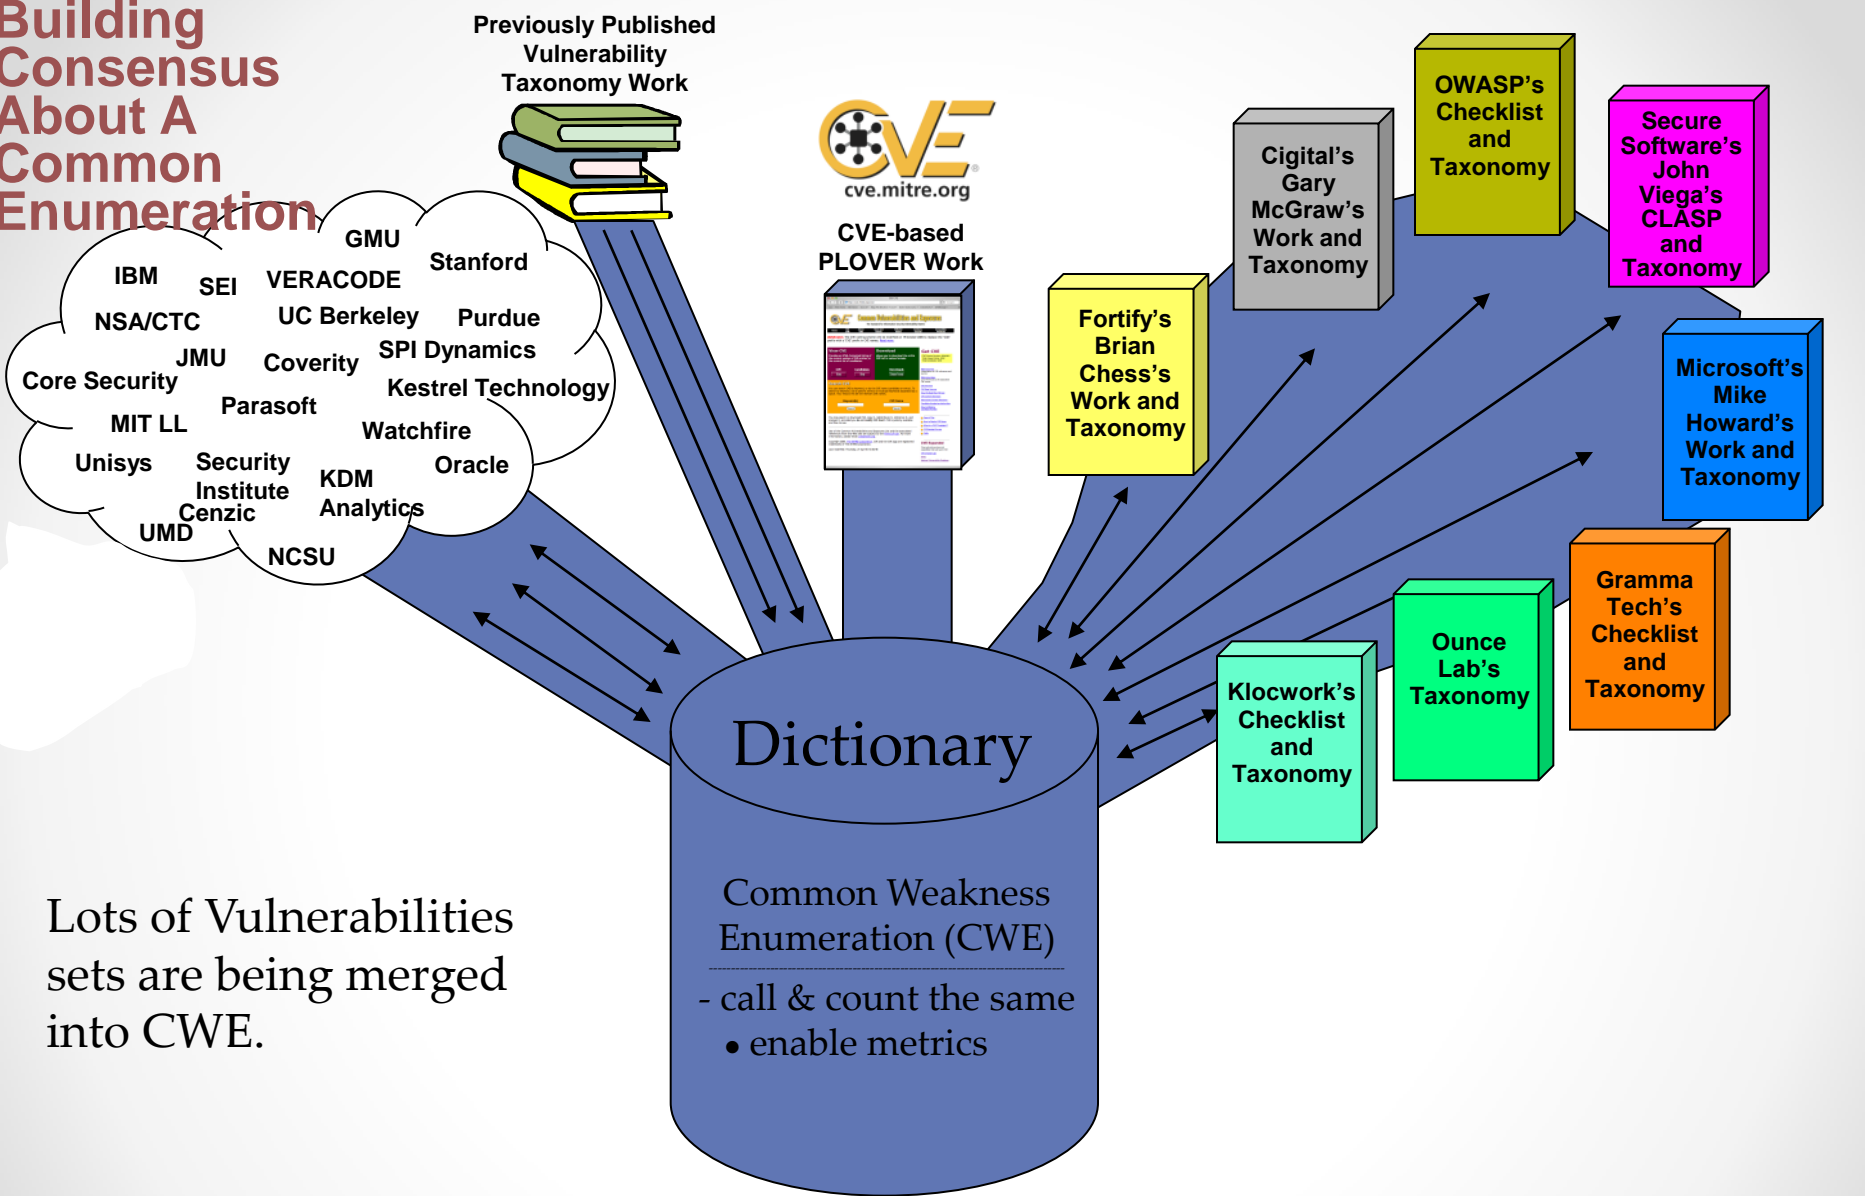 Building
Consensus
About A
Common
Enumeration
Previously Published
Vulnerability
Taxonomy Work
CVE
cve.mitre.org
CVE-based
PLOVER Work
GMU
Stanford
IBM
SEI
VERACODE
UC Berkeley
Purdue
NSA/CTC
JMU
Coverity
SPI Dynamics
Core Security
Kestrel Technology
Parasoft
MIT LL
Watchfire
Unisys
Security
Institute
KDM
Analytics
Oracle
Cenzic
UMD
NCSU
Common Vulnerabilities and Exposures
Fortify's
Brian
Chess's
Work and
Taxonomy
Cigital's
Gary
McGraw's
Work and
Taxonomy
OWASP's
Checklist
and
Taxonomy
Secure
Software's
John
Viega's
CLASP
and
Taxonomy
Microsoft's
Mike
Howard's
Work and
Taxonomy
Gramma
Tech's
Checklist
and
Taxonomy
Ounce
Lab's
Taxonomy
Klocwork's
Checklist
and
Taxonomy
Dictionary
Common Weakness
Enumeration (CWE)
- call & count the same
• enable metrics
Lots of Vulnerabilities
sets are being merged
into CWE.